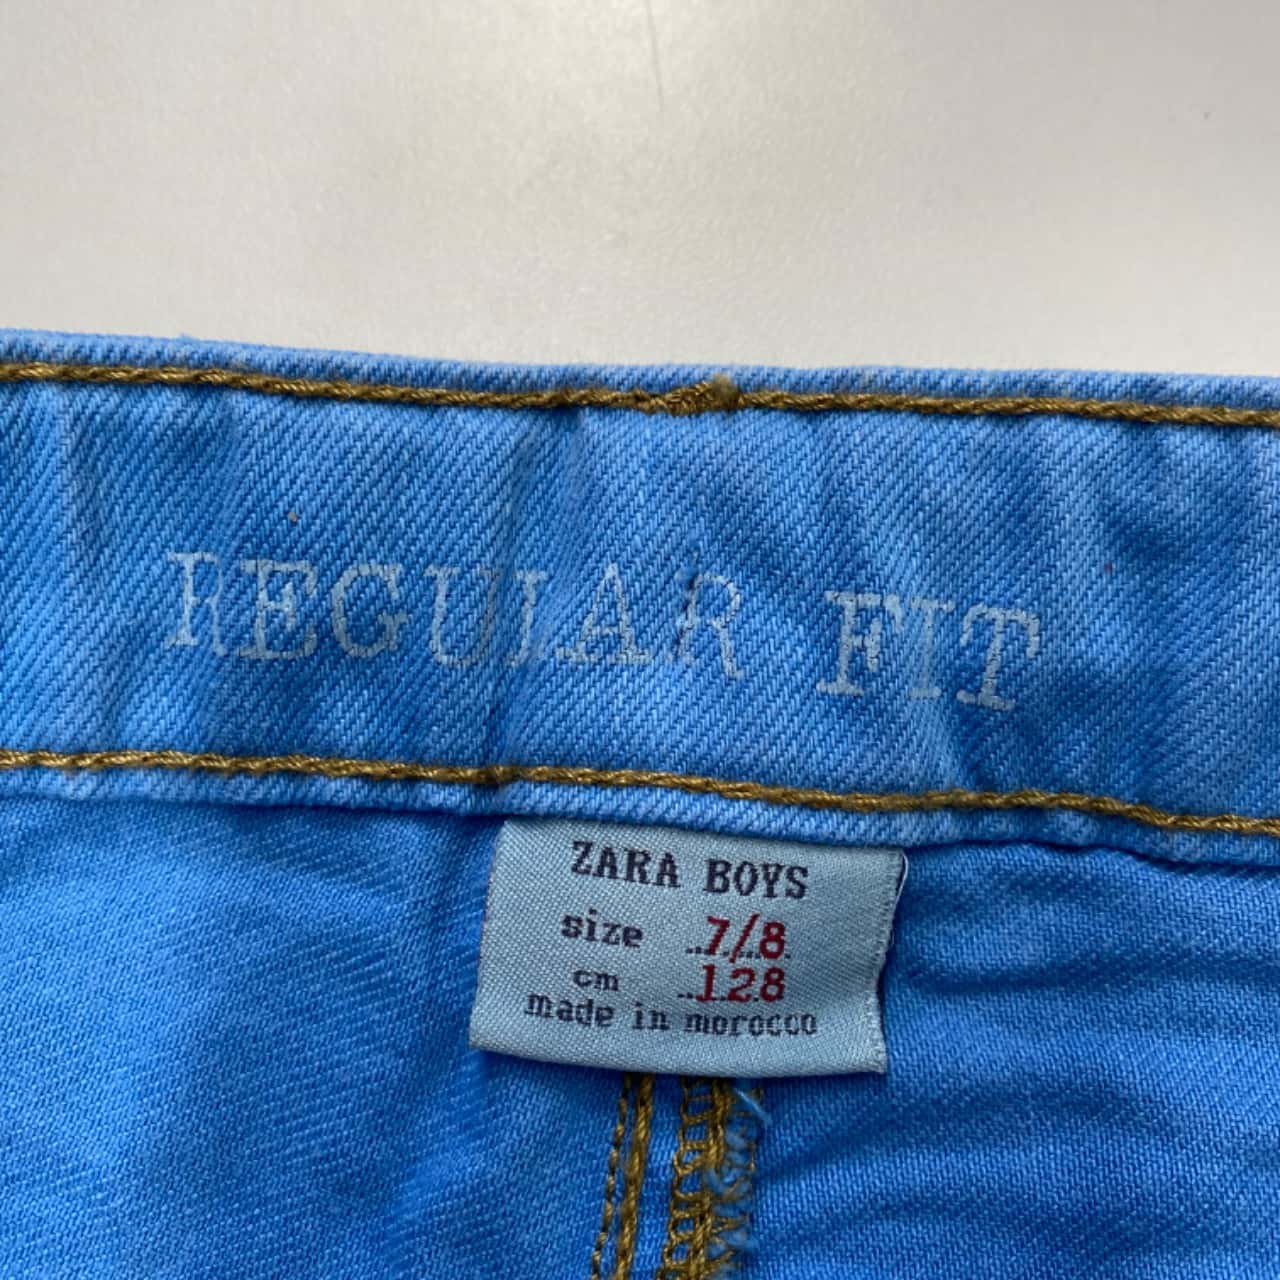 REGULAR FIT
ZARA BOYS
size 7/8
cm 128
made in morocco